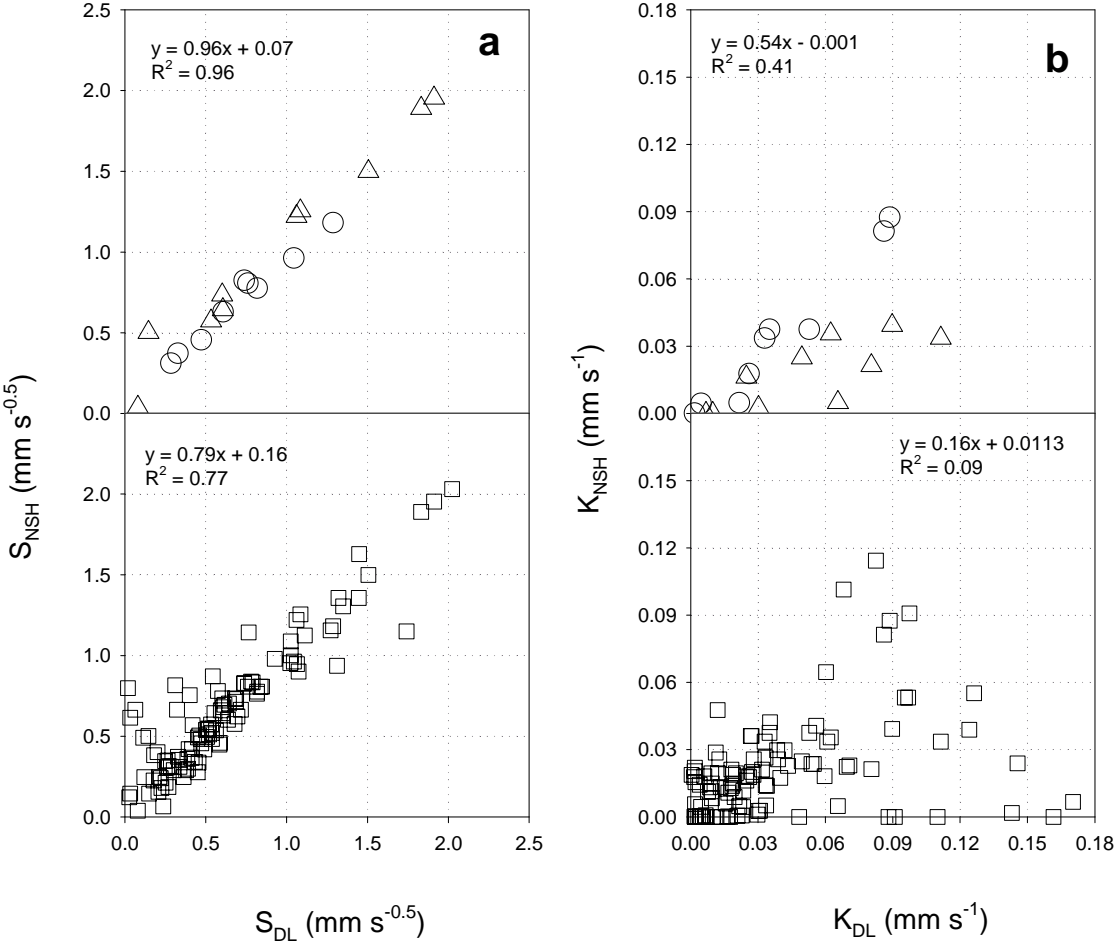 2.5
2.0
1.5
1.0
0.5
0.0
y = 0.96x + 0.07
R² = 0.96
a
0.18
0.15
0.12
0.09
0.06
0.03
0.00
y = 0.54x - 0.001
R² = 0.41
b
2.0
1.5
1.0
0.5
0.0
y = 0.79x + 0.16
R² = 0.77
0.15
0.12
0.09
0.06
0.03
0.00
y = 0.16x + 0.0113
R² = 0.09
0.0 0.5 1.0 1.5 2.0 2.5
0.00 0.03 0.06 0.09 0.12 0.15 0.18
S_NSH (mm s^-0.5)
K_NSH (mm s^-1)
S_DL (mm s^-0.5)
K_DL (mm s^-1)